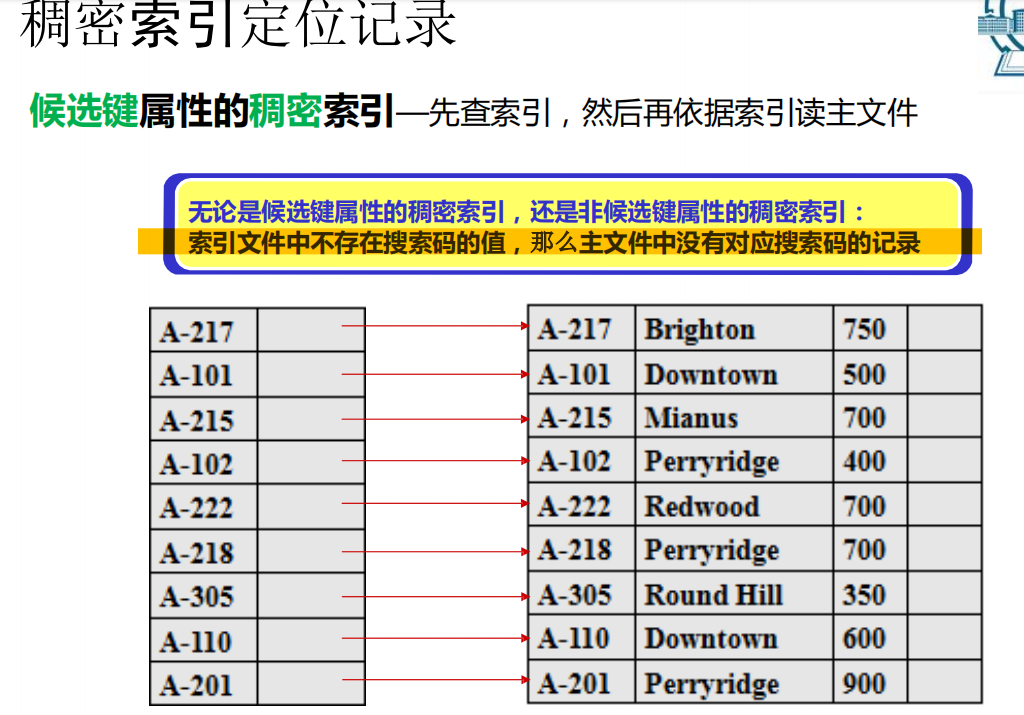 稠密索引定位记录
候选键属性的稠密索引—先查索引，然后再依据索引读主文件
无论是候选键属性的稠密索引，还是非候选键属性的稠密索引：
索引文件中不存在搜索码的值，那么主文件中没有对应搜索码的记录
A-217 A-217 Brighton 750
A-101 A-101 Downtown 500
A-215 A-215 Mianus 700
A-102 A-102 Perryridge 400
A-222 A-222 Redwood 700
A-218 A-218 Perryridge 700
A-305 A-305 Round Hill 350
A-110 A-110 Downtown 600
A-201 A-201 Perryridge 900